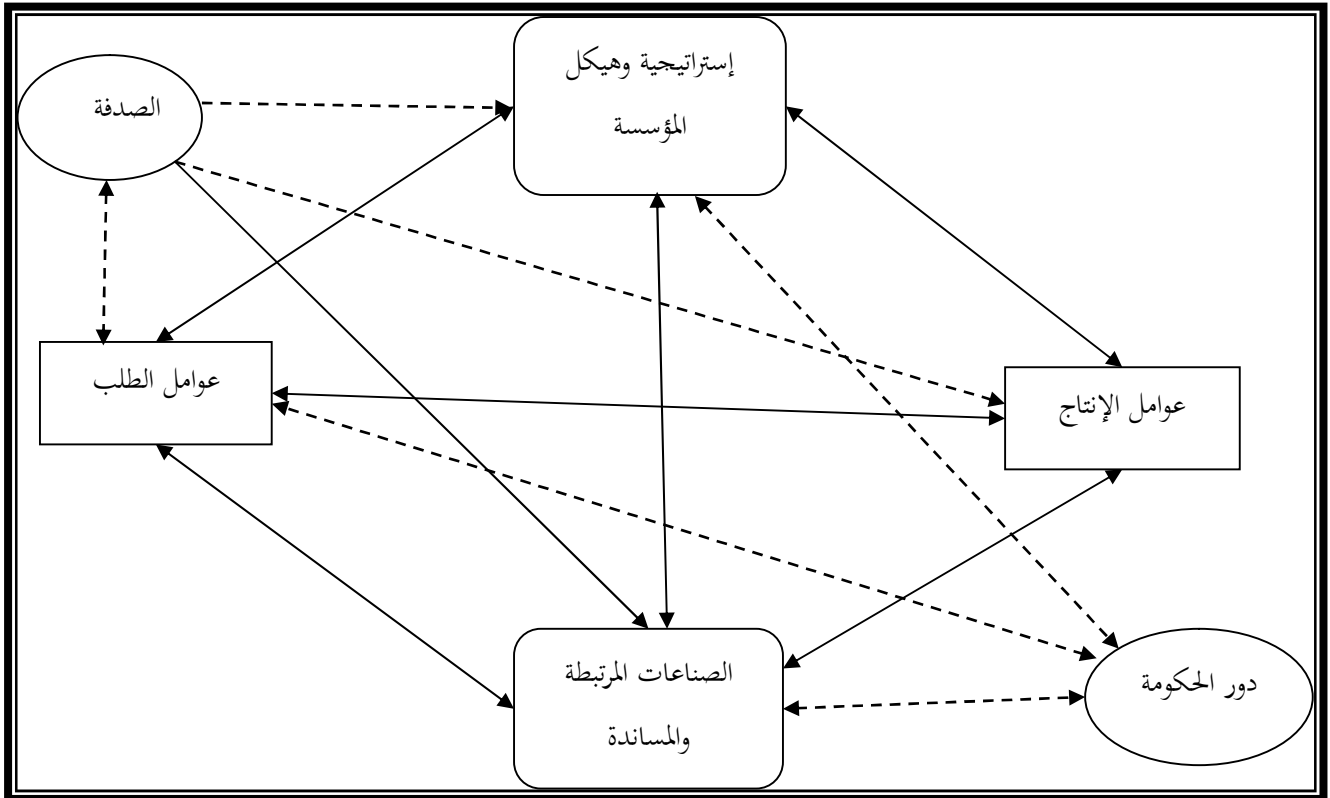 إستراتيجية وهيكل
المؤسسة
الصدفة
عوامل الطلب
عوامل الإنتاج
الصناعات المرتبطة
والمساندة
دور الحكومة